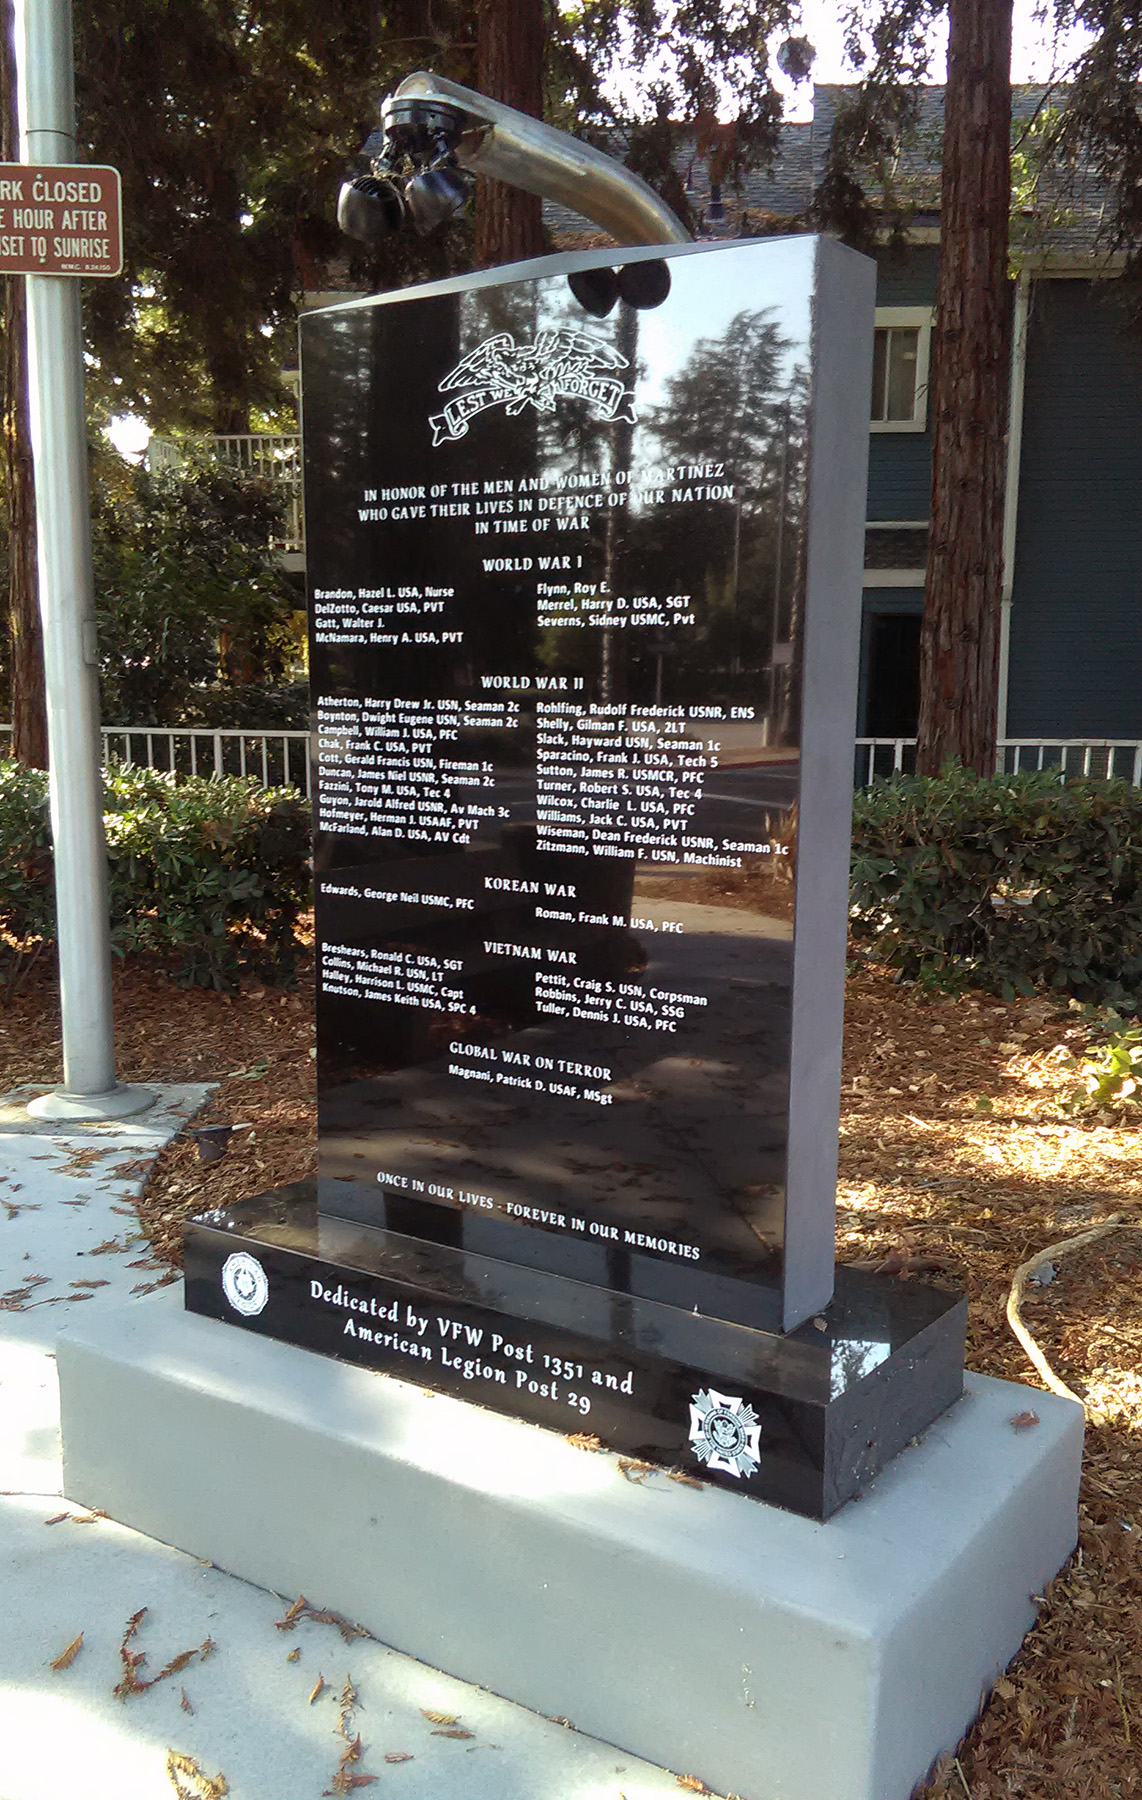 RK CLOSED
E HOUR AFTER
SET TO SUNRISE
LEST WE FORGET
IN HONOR OF THE MEN AND WOMEN OF MARTINEZ
WHO GAVE THEIR LIVES IN DEFENCE OF OUR NATION
IN TIME OF WAR
WORLD WAR I
Brandon, Hazel L. USA, Nurse
DelZotto, Caesar USA, PVT
Gatt, Walter J.
McNamara, Henry A. USA, PVT
Flynn, Roy E.
Merrel, Harry D. USA, SGT
Severns, Sidney USMC, Pvt
WORLD WAR II
Atherton, Harry Drew Jr. USN, Seaman 2c
Boynton, Dwight Eugene USN, Seaman 2c
Campbell, William J. USA, PFC
Chak, Frank C. USA, PVT
Cott, Gerald Francis USN, Fireman 1c
Duncan, James Niel USNR, Seaman 2c
Fazzini, Tony M. USA, Tec 4
Guyon, Jarold Alfred USNR, Av Mach 3c
Hofmeyer, Herman J. USAAF, PVT
McFarland, Alan D. USA, AV Cdt
Rohlfing, Rudolf Frederick USNR, ENS
Shelly, Gilman F. USA, 2LT
Slack, Hayward USN, Seaman 1c
Sparacino, Frank J. USA, Tech 5
Sutton, James R. USMCR, PFC
Turner, Robert S. USA, Tec 4
Wilcox, Charlie L. USA, PFC
Williams, Jack C. USA, PVT
Wiseman, Dean Frederick USNR, Seaman 1c
Zitzmann, William F. USN, Machinist
KOREAN WAR
Edwards, George Neil USMC, PFC
Roman, Frank M. USA, PFC
VIETNAM WAR
Breshears, Ronald C. USA, SGT
Collins, Michael R. USN, LT
Halley, Harrison L. USMC, Capt
Knutson, James Keith USA, SPC 4
Pettit, Craig S. USN, Corpsman
Robbins, Jerry C. USA, SSG
Tuller, Dennis J. USA, PFC
GLOBAL WAR ON TERROR
Magnani, Patrick D. USAF, MSgt
ONCE IN OUR LIVES - FOREVER IN OUR MEMORIES
Dedicated by VFW Post 1351 and
American Legion Post 29